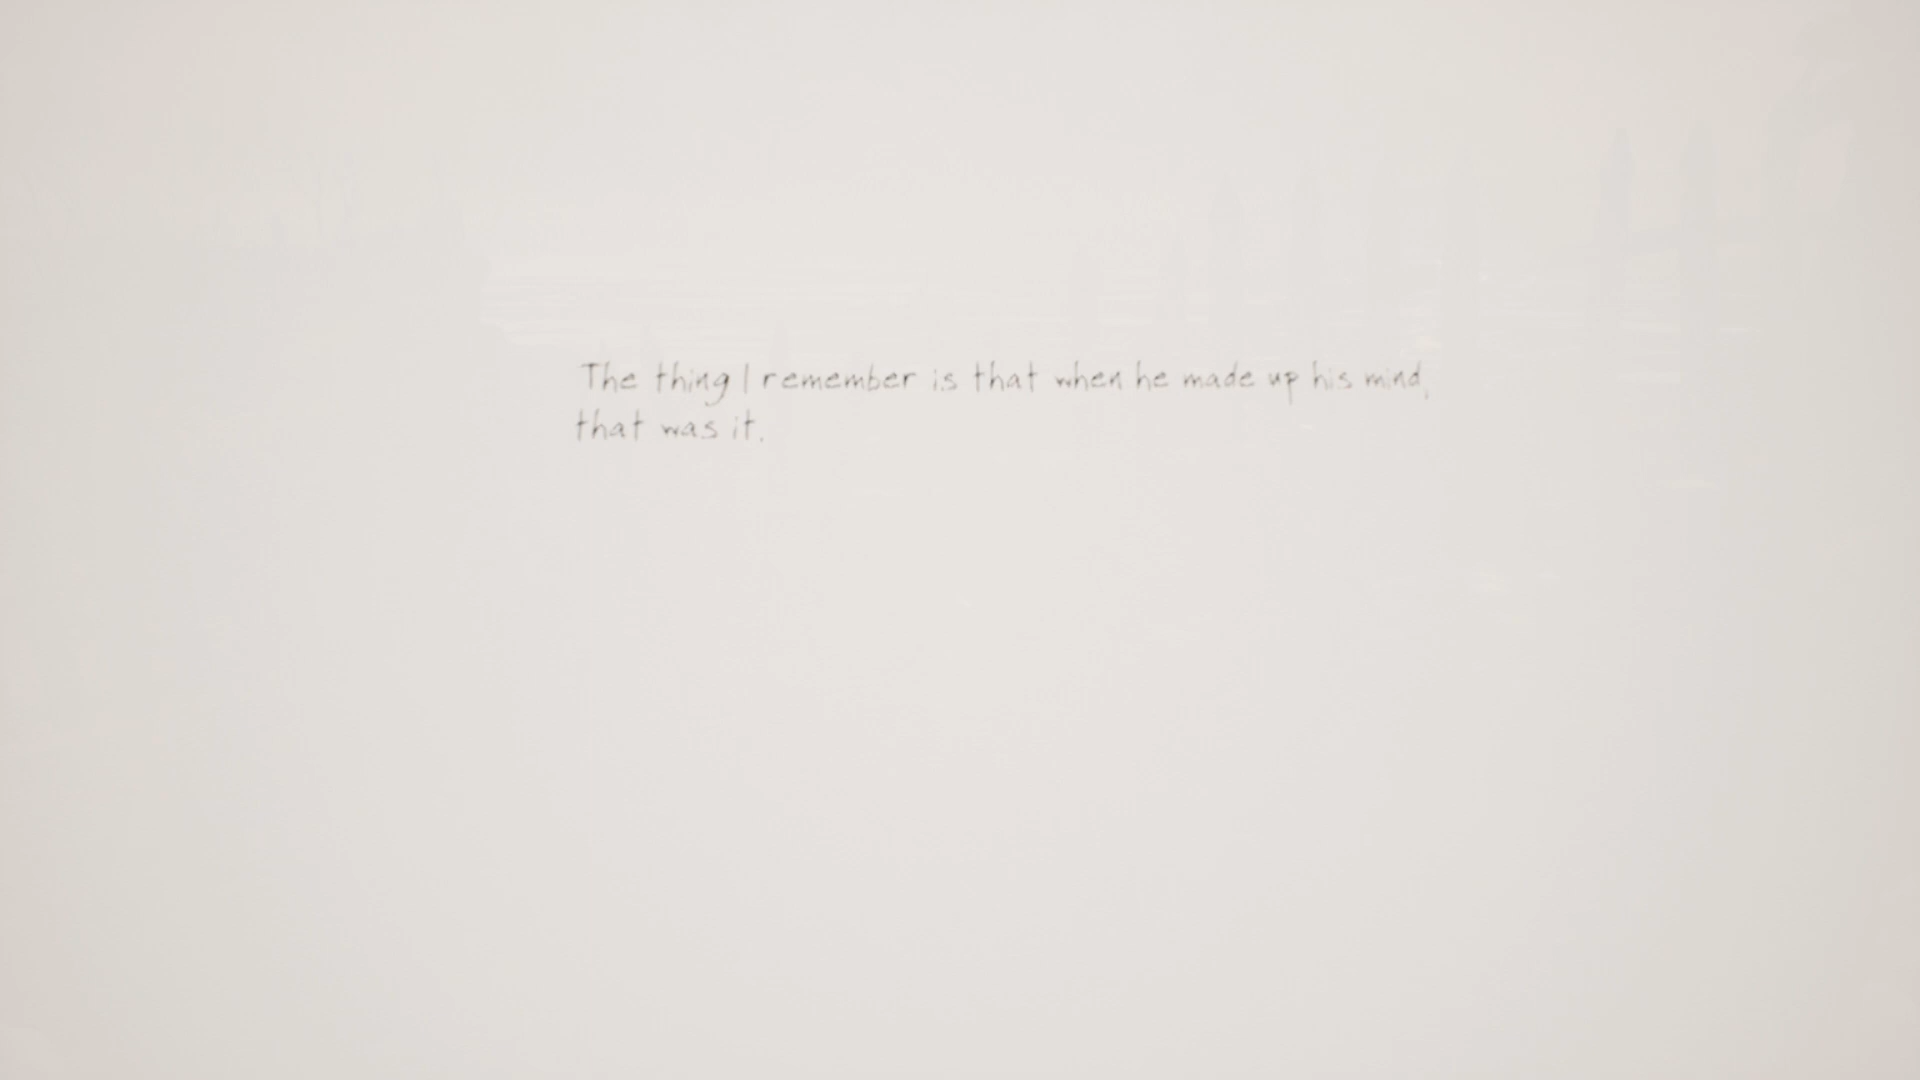 The thing I remember is that when he made up his mind,
that was it.